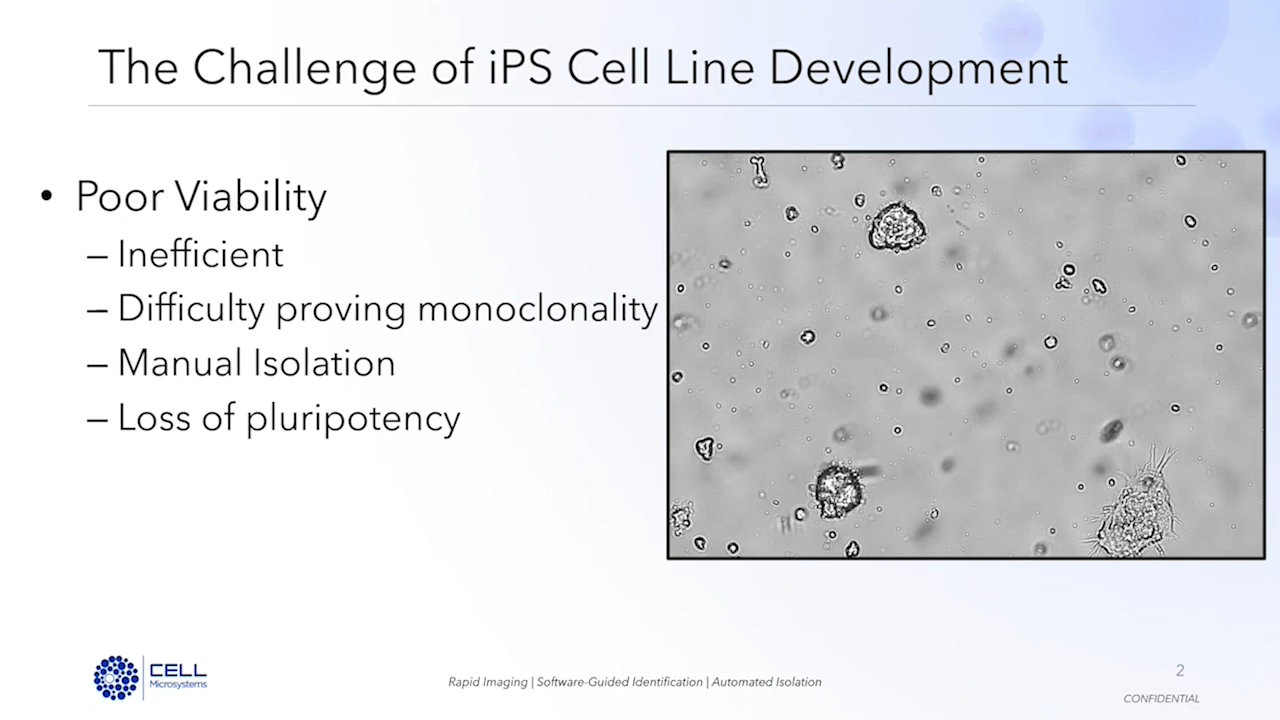 The Challenge of iPS Cell Line Development
• Poor Viability
– Inefficient
– Difficulty proving monoclonality
– Manual Isolation
– Loss of pluripotency
CELL
Microsystems
Rapid Imaging | Software-Guided Identification | Automated Isolation
2
CONFIDENTIAL